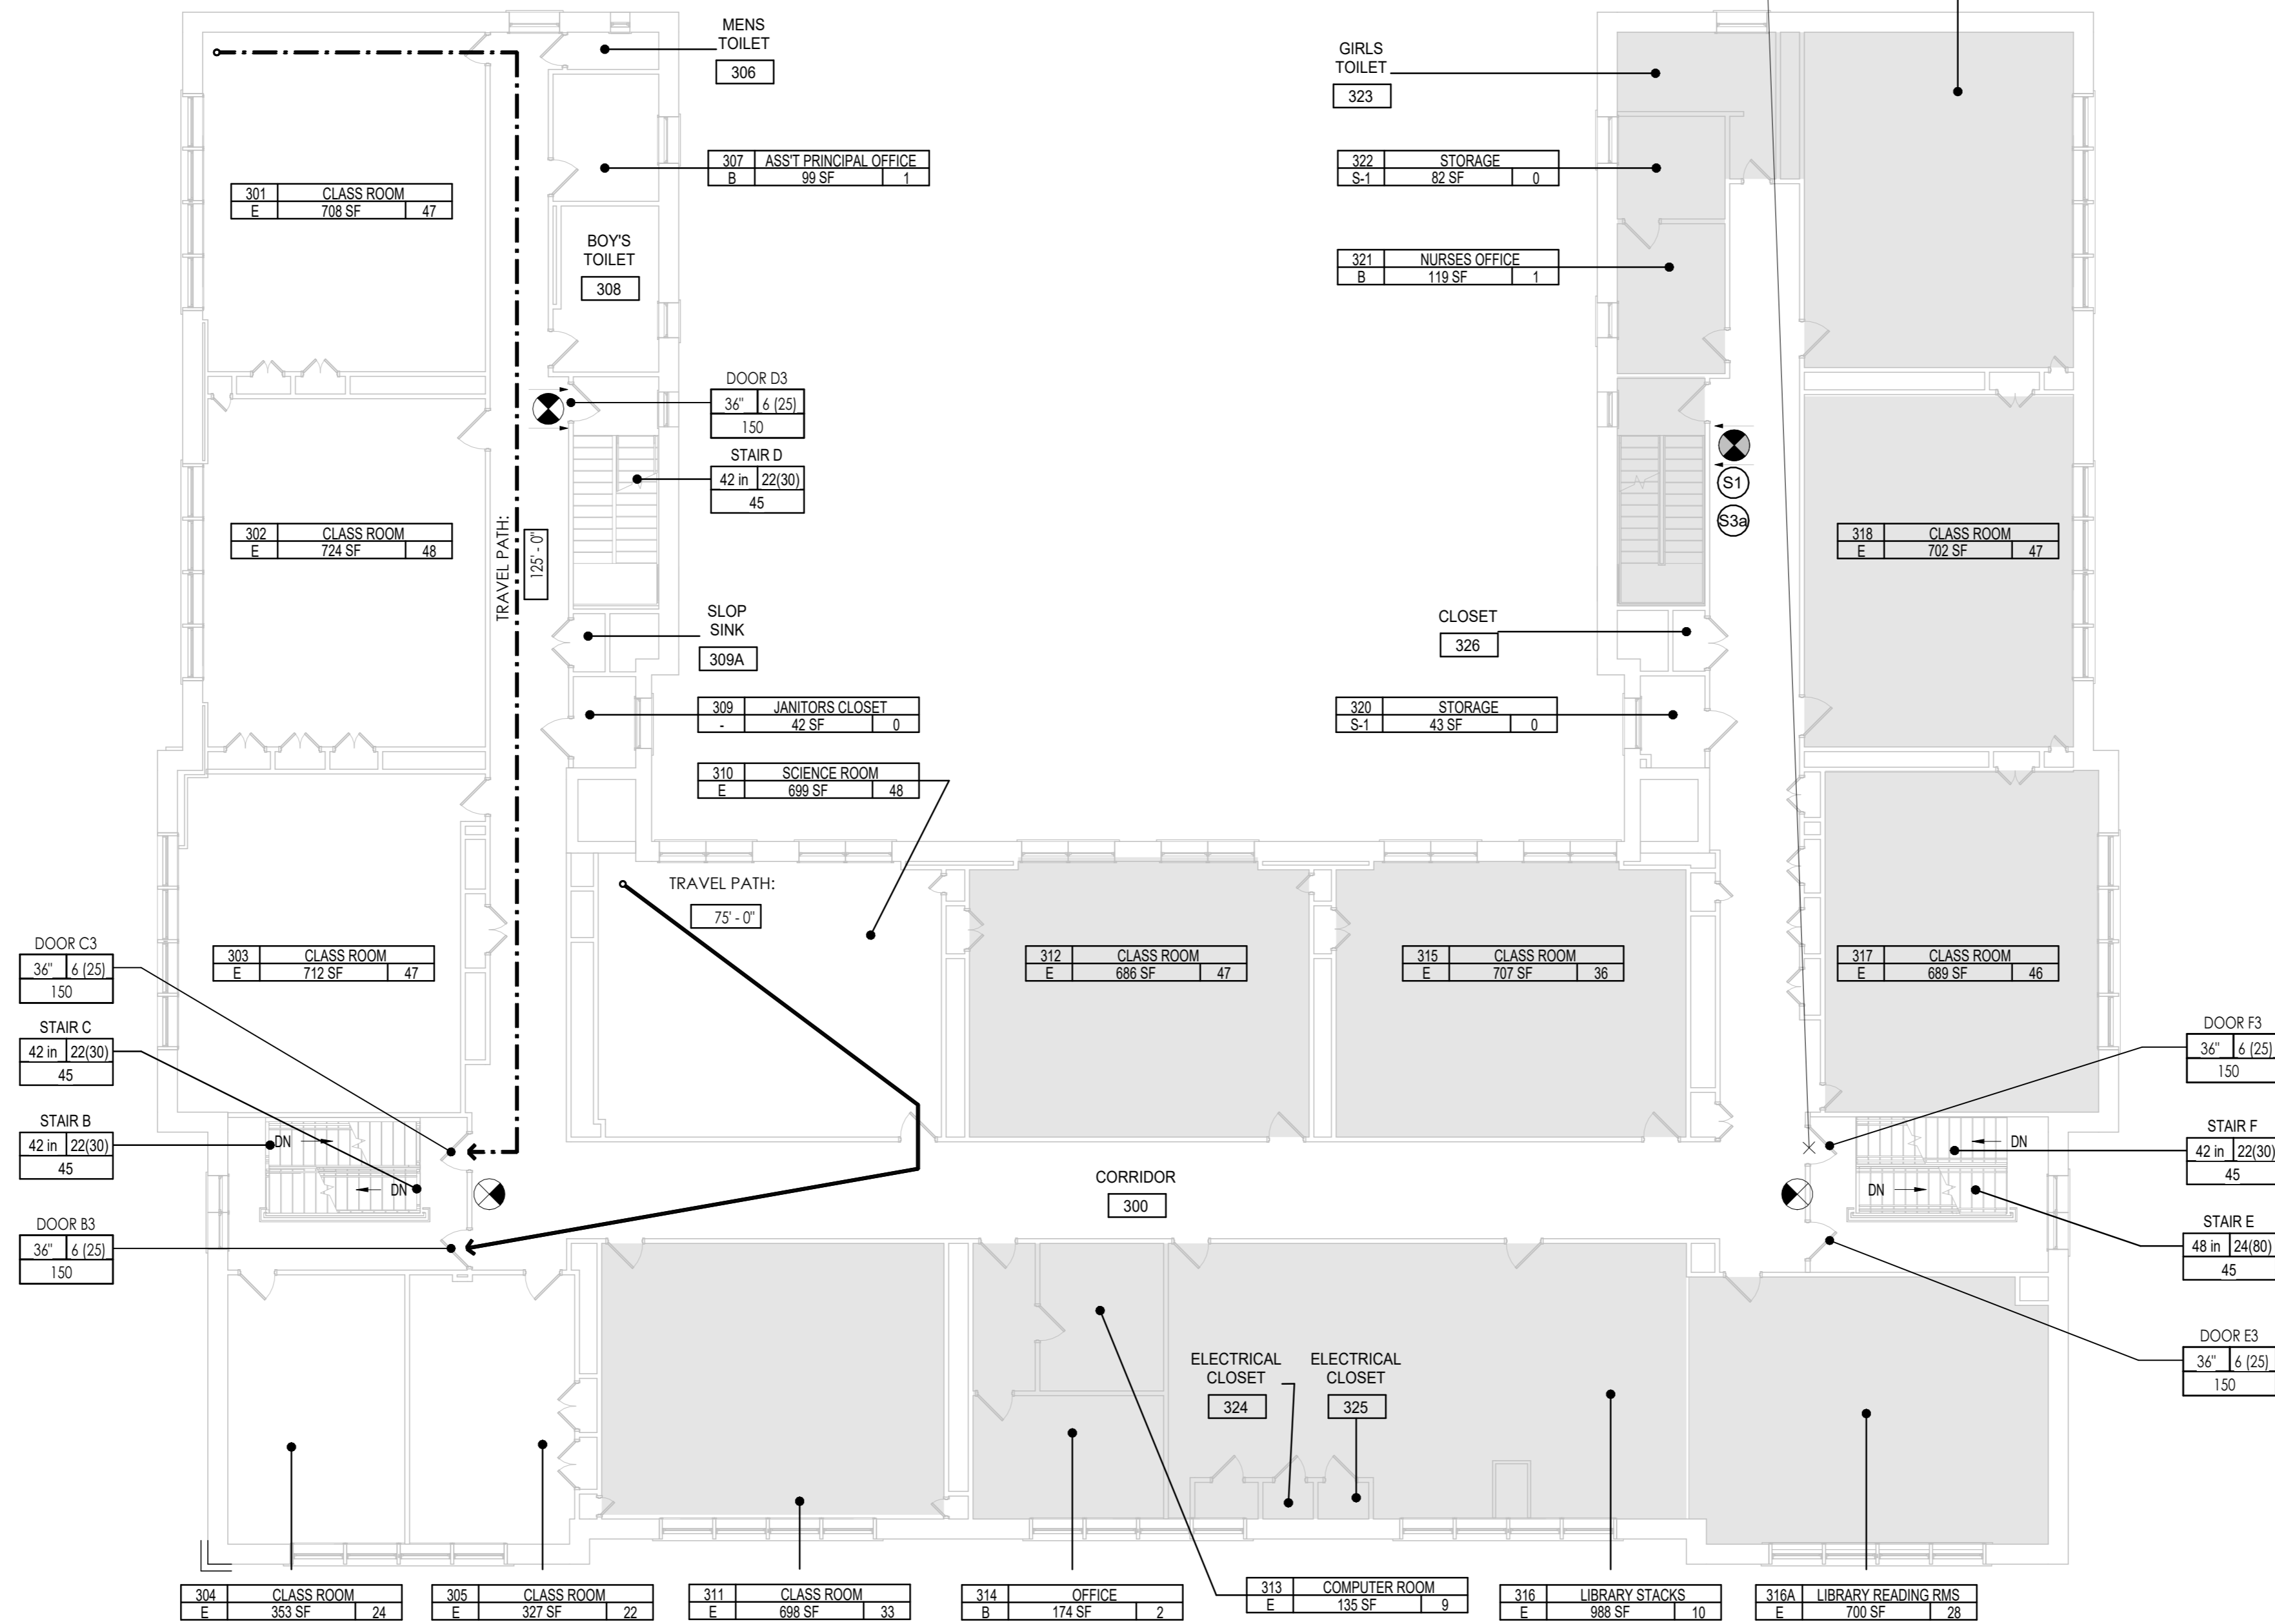 MENS
TOILET
306
GIRLS
TOILET
323
307 ASS'T PRINCIPAL OFFICE
B 99 SF 1
322 STORAGE
S-1 82 SF 0
301 CLASS ROOM
E 708 SF 47
BOY'S
TOILET
308
321 NURSES OFFICE
B 119 SF 1
DOOR D3
36" 6 (25)
150
STAIR D
42 in 22(30)
45
S1
S3a
302 CLASS ROOM
E 724 SF 48
TRAVEL PATH:
125' - 0"
318 CLASS ROOM
E 702 SF 47
SLOP
SINK
309A
CLOSET
326
309 JANITORS CLOSET
- 42 SF 0
320 STORAGE
S-1 43 SF 0
310 SCIENCE ROOM
E 699 SF 48
TRAVEL PATH:
75' - 0"
DOOR C3
36" 6 (25)
150
303 CLASS ROOM
E 712 SF 47
312 CLASS ROOM
E 686 SF 47
315 CLASS ROOM
E 707 SF 36
317 CLASS ROOM
E 689 SF 46
STAIR C
42 in 22(30)
45
DOOR F3
36" 6 (25)
150
STAIR B
42 in 22(30)
45
DN
DN
DN
DN
STAIR F
42 in 22(30)
45
CORRIDOR
300
DOOR B3
36" 6 (25)
150
STAIR E
48 in 24(80)
45
DOOR E3
36" 6 (25)
150
ELECTRICAL
CLOSET
324
ELECTRICAL
CLOSET
325
304 CLASS ROOM
E 353 SF 24
305 CLASS ROOM
E 327 SF 22
311 CLASS ROOM
E 698 SF 33
314 OFFICE
B 174 SF 2
313 COMPUTER ROOM
E 135 SF 9
316 LIBRARY STACKS
E 988 SF 10
316A LIBRARY READING RMS
E 700 SF 28